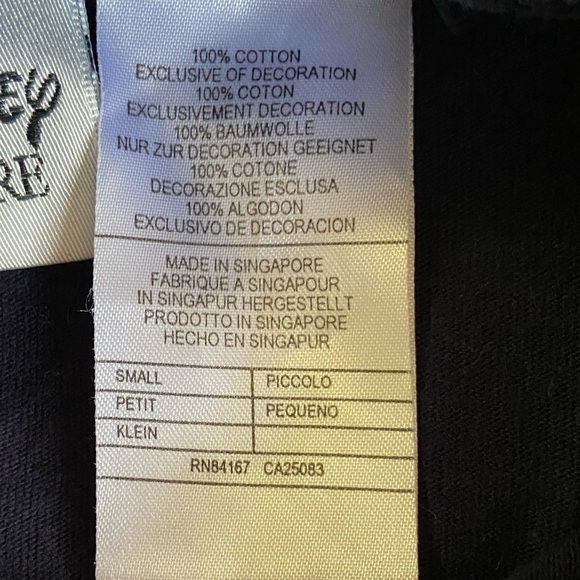 EY
RE
100% COTTON
EXCLUSIVE OF DECORATION
100% COTON
EXCLUSIVEMENT DECORATION
100% BAUMWOLLE
NUR ZUR DECORATION GEEIGNET
100% COTONE
DECORAZIONE ESCLUSA
100% ALGODON
EXCLUSIVO DE DECORACION
MADE IN SINGAPORE
FABRIQUE A SINGAPOUR
IN SINGAPUR HERGESTELLT
PRODOTTO IN SINGAPORE
HECHO EN SINGAPUR
SMALL PICCOLO
PETIT PEQUENO
KLEIN
RN84167 CA25083